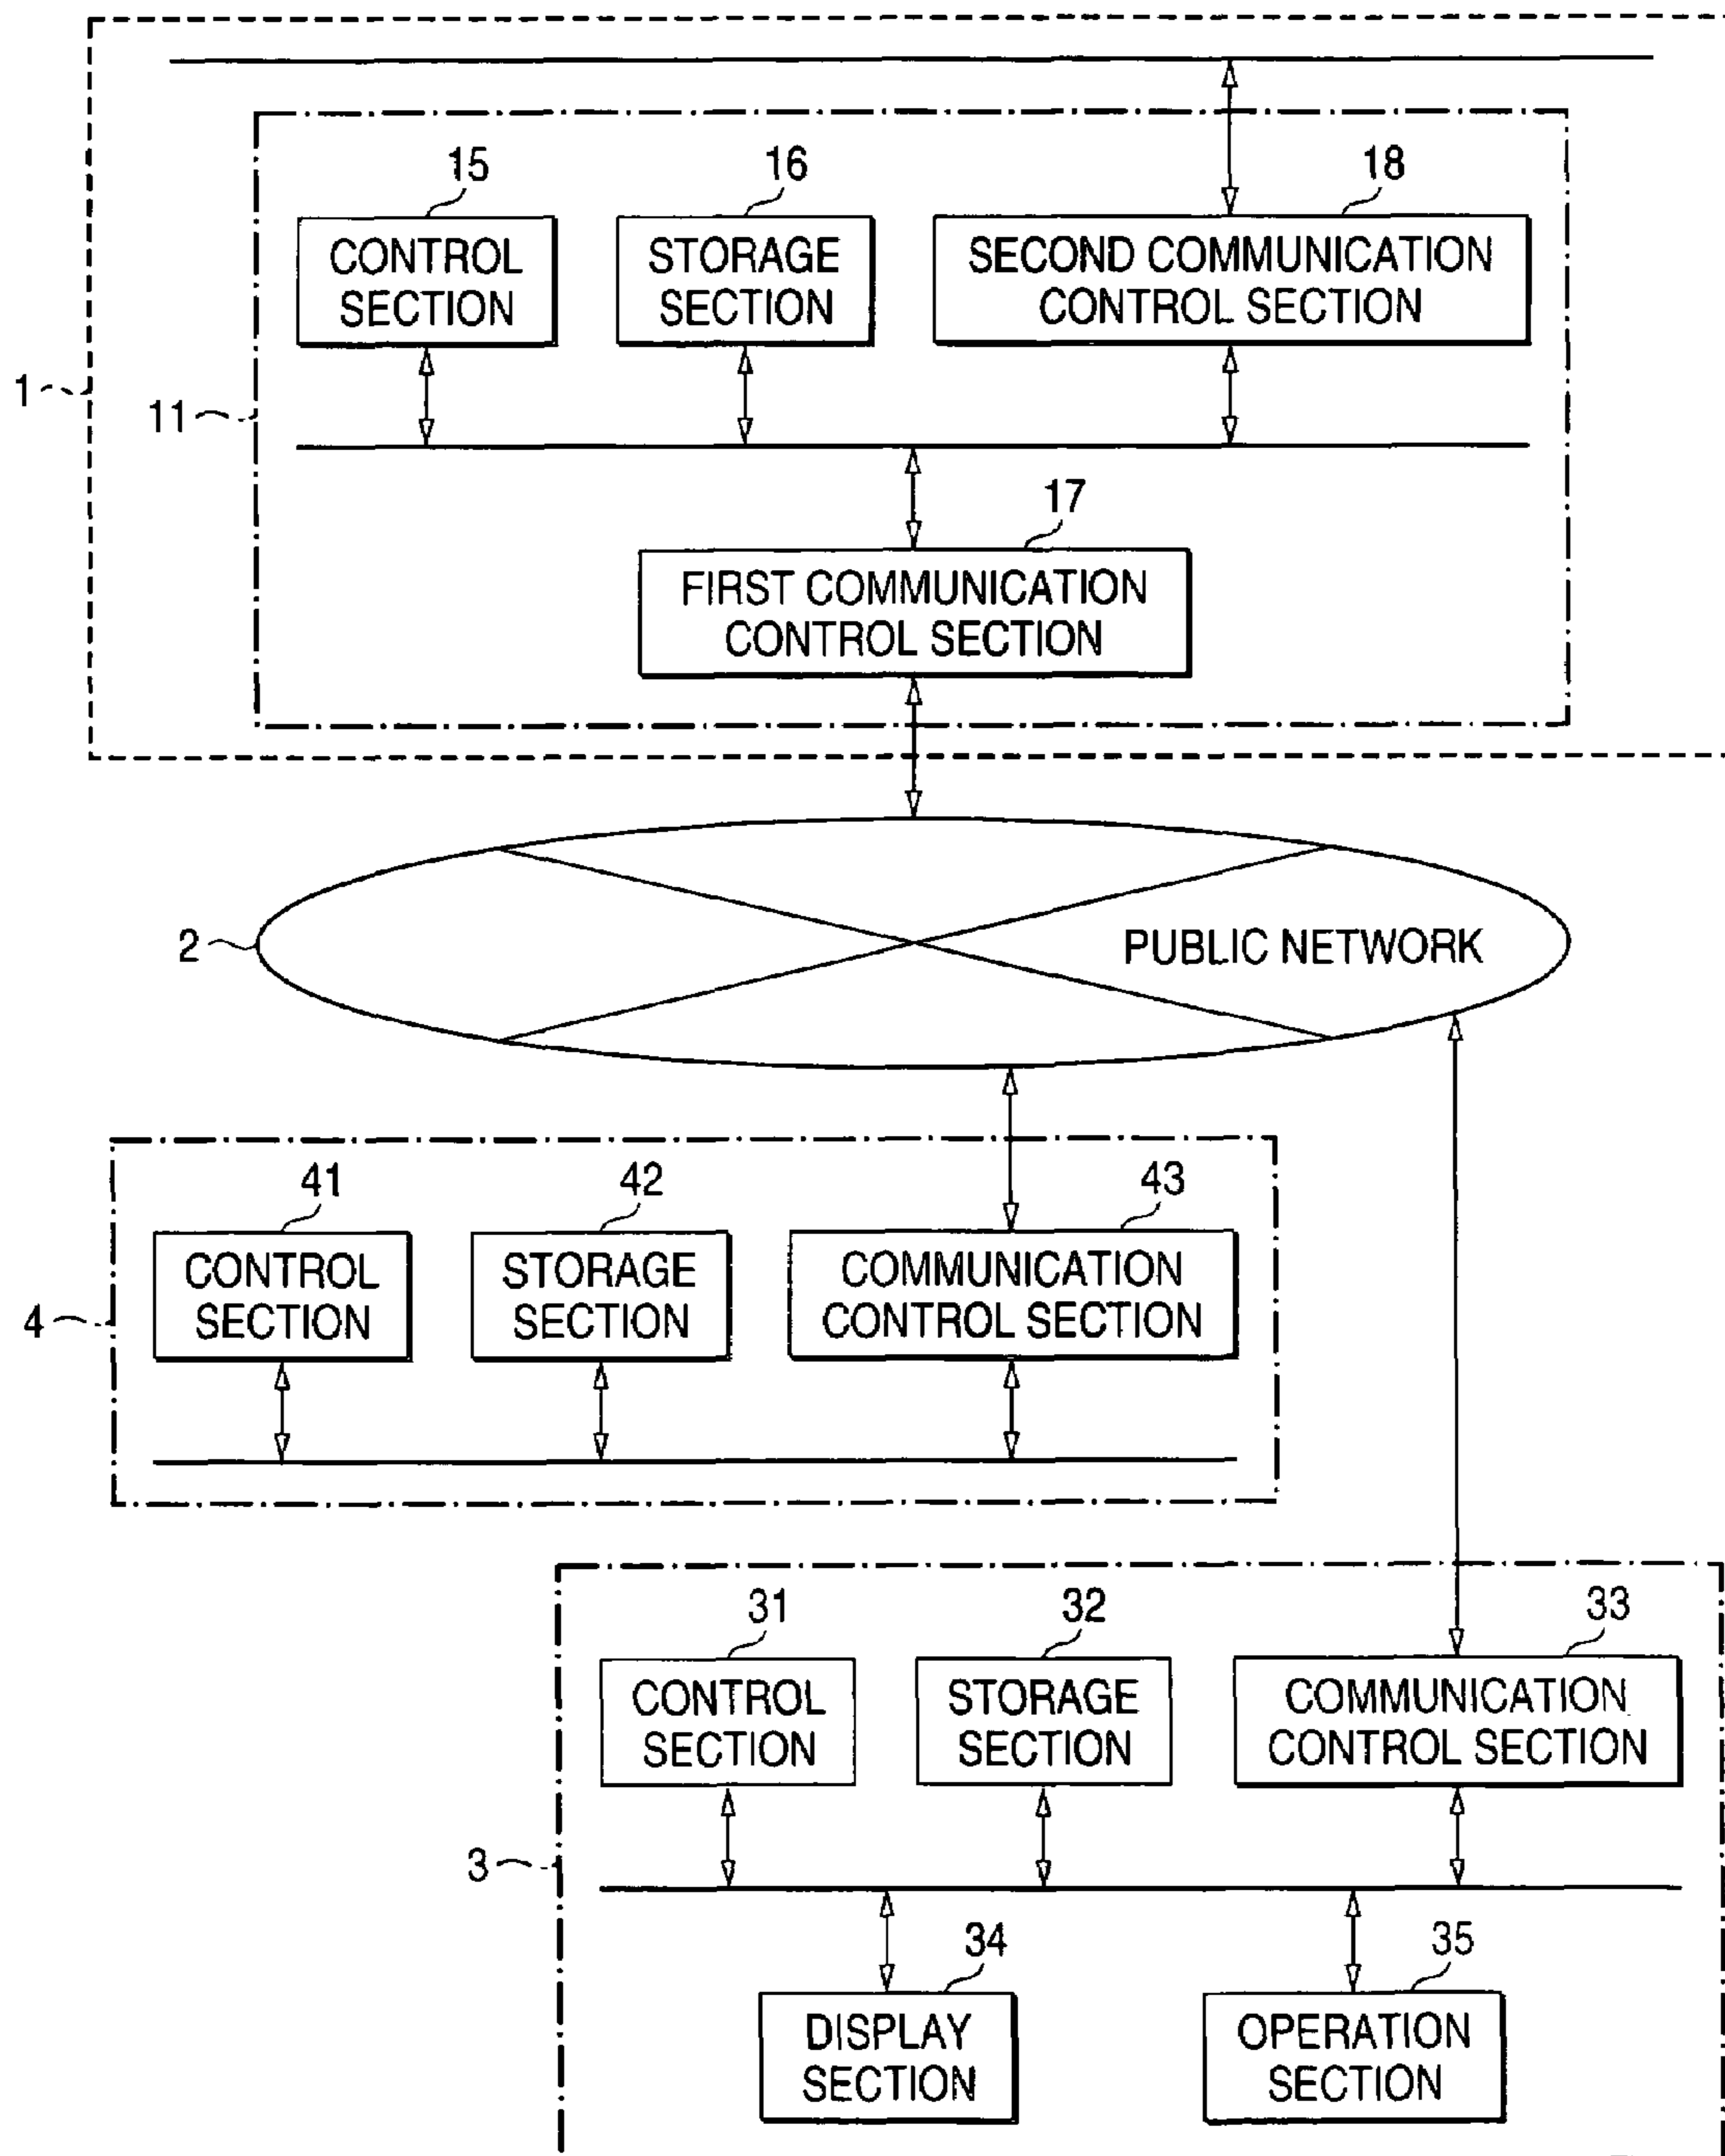 15
16
18
CONTROL
SECTION
STORAGE
SECTION
SECOND COMMUNICATION
CONTROL SECTION
1
11
17
FIRST COMMUNICATION
CONTROL SECTION
2
PUBLIC NETWORK
41
42
43
CONTROL
SECTION
STORAGE
SECTION
COMMUNICATION
CONTROL SECTION
4
31
32
33
CONTROL
SECTION
STORAGE
SECTION
COMMUNICATION
CONTROL SECTION
3
34
35
DISPLAY
SECTION
OPERATION
SECTION